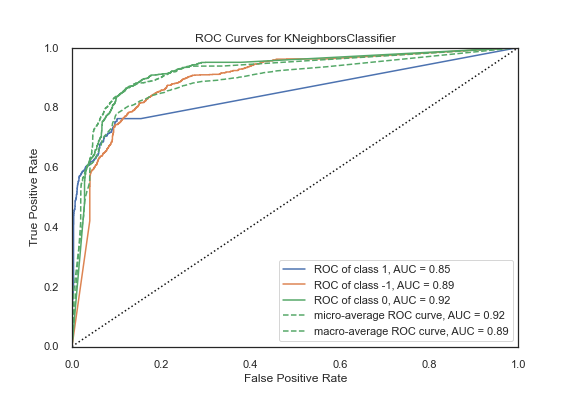 ROC Curves for KNeighborsClassifier
1.0
0.8
0.6
0.4
0.2
0.0
True Positive Rate
0.0 0.2 0.4 0.6 0.8 1.0
False Positive Rate
ROC of class 1, AUC = 0.85
ROC of class -1, AUC = 0.89
ROC of class 0, AUC = 0.92
micro-average ROC curve, AUC = 0.92
macro-average ROC curve, AUC = 0.89